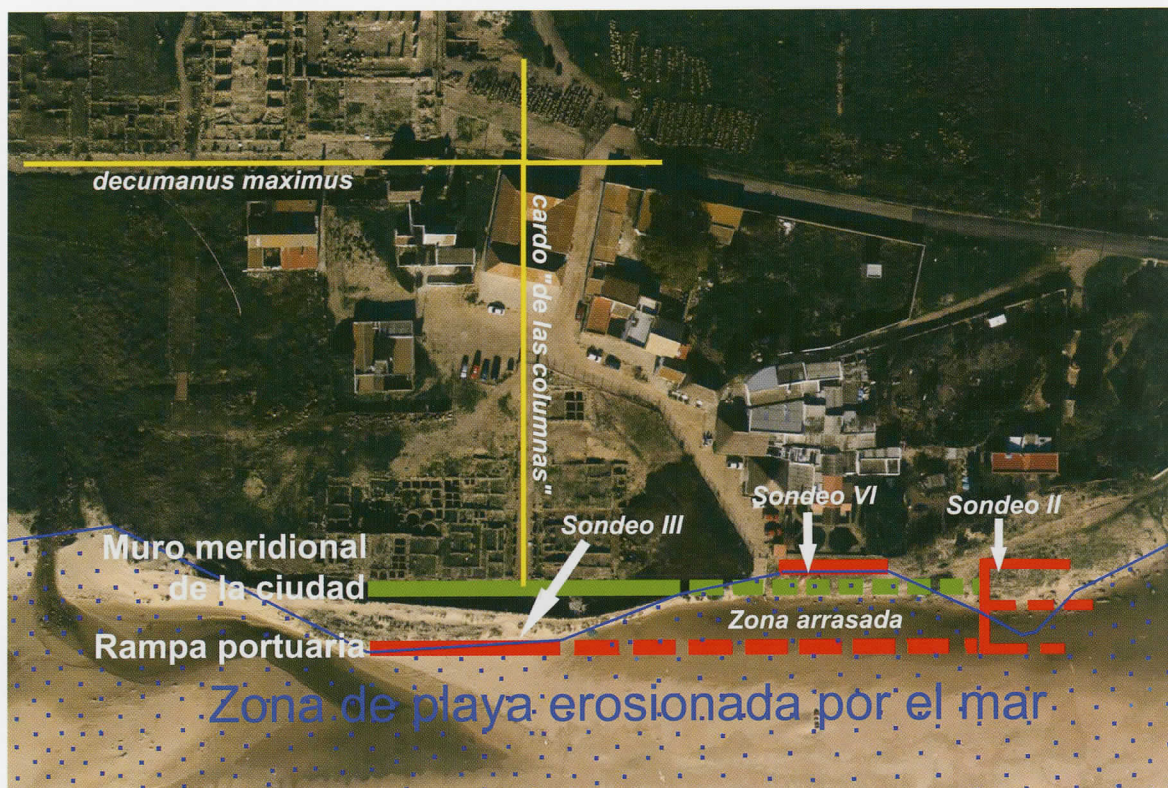 decumanus maximus
cardo "de las columnas"
Sondeo VI
Sondeo II
Sondeo III
Muro meridional
de la ciudad
Zona arrasada
Rampa portuaria
Zona de playa erosionada por el mar